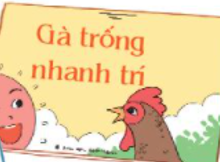 Gà trống
nhanh trí